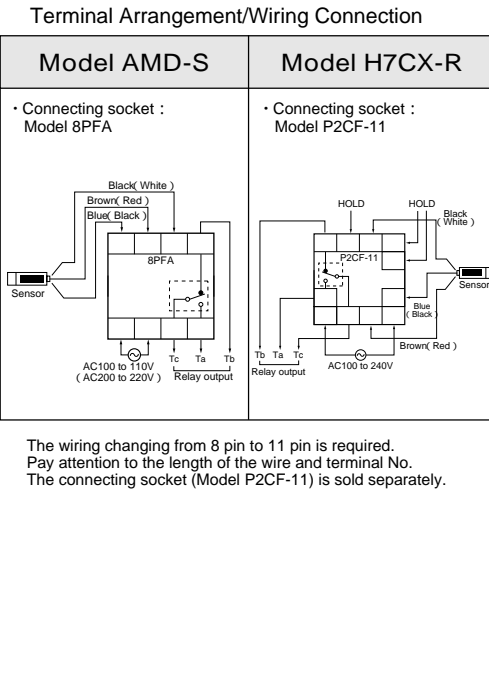 Terminal Arrangement/Wiring Connection
Model AMD-S
Model H7CX-R
・Connecting socket：
Model 8PFA
・Connecting socket：
Model P2CF-11
Black( White )
Brown( Red )
Blue( Black )
8PFA
Sensor
AC100 to 110V
( AC200 to 220V )
Tc Ta Tb
Relay output
HOLD HOLD
Black
( White )
P2CF-11
Sensor
Blue
( Black )
Brown( Red )
Tb Ta Tc
Relay output
AC100 to 240V
The wiring changing from 8 pin to 11 pin is required.
Pay attention to the length of the wire and terminal No.
The connecting socket (Model P2CF-11) is sold separately.